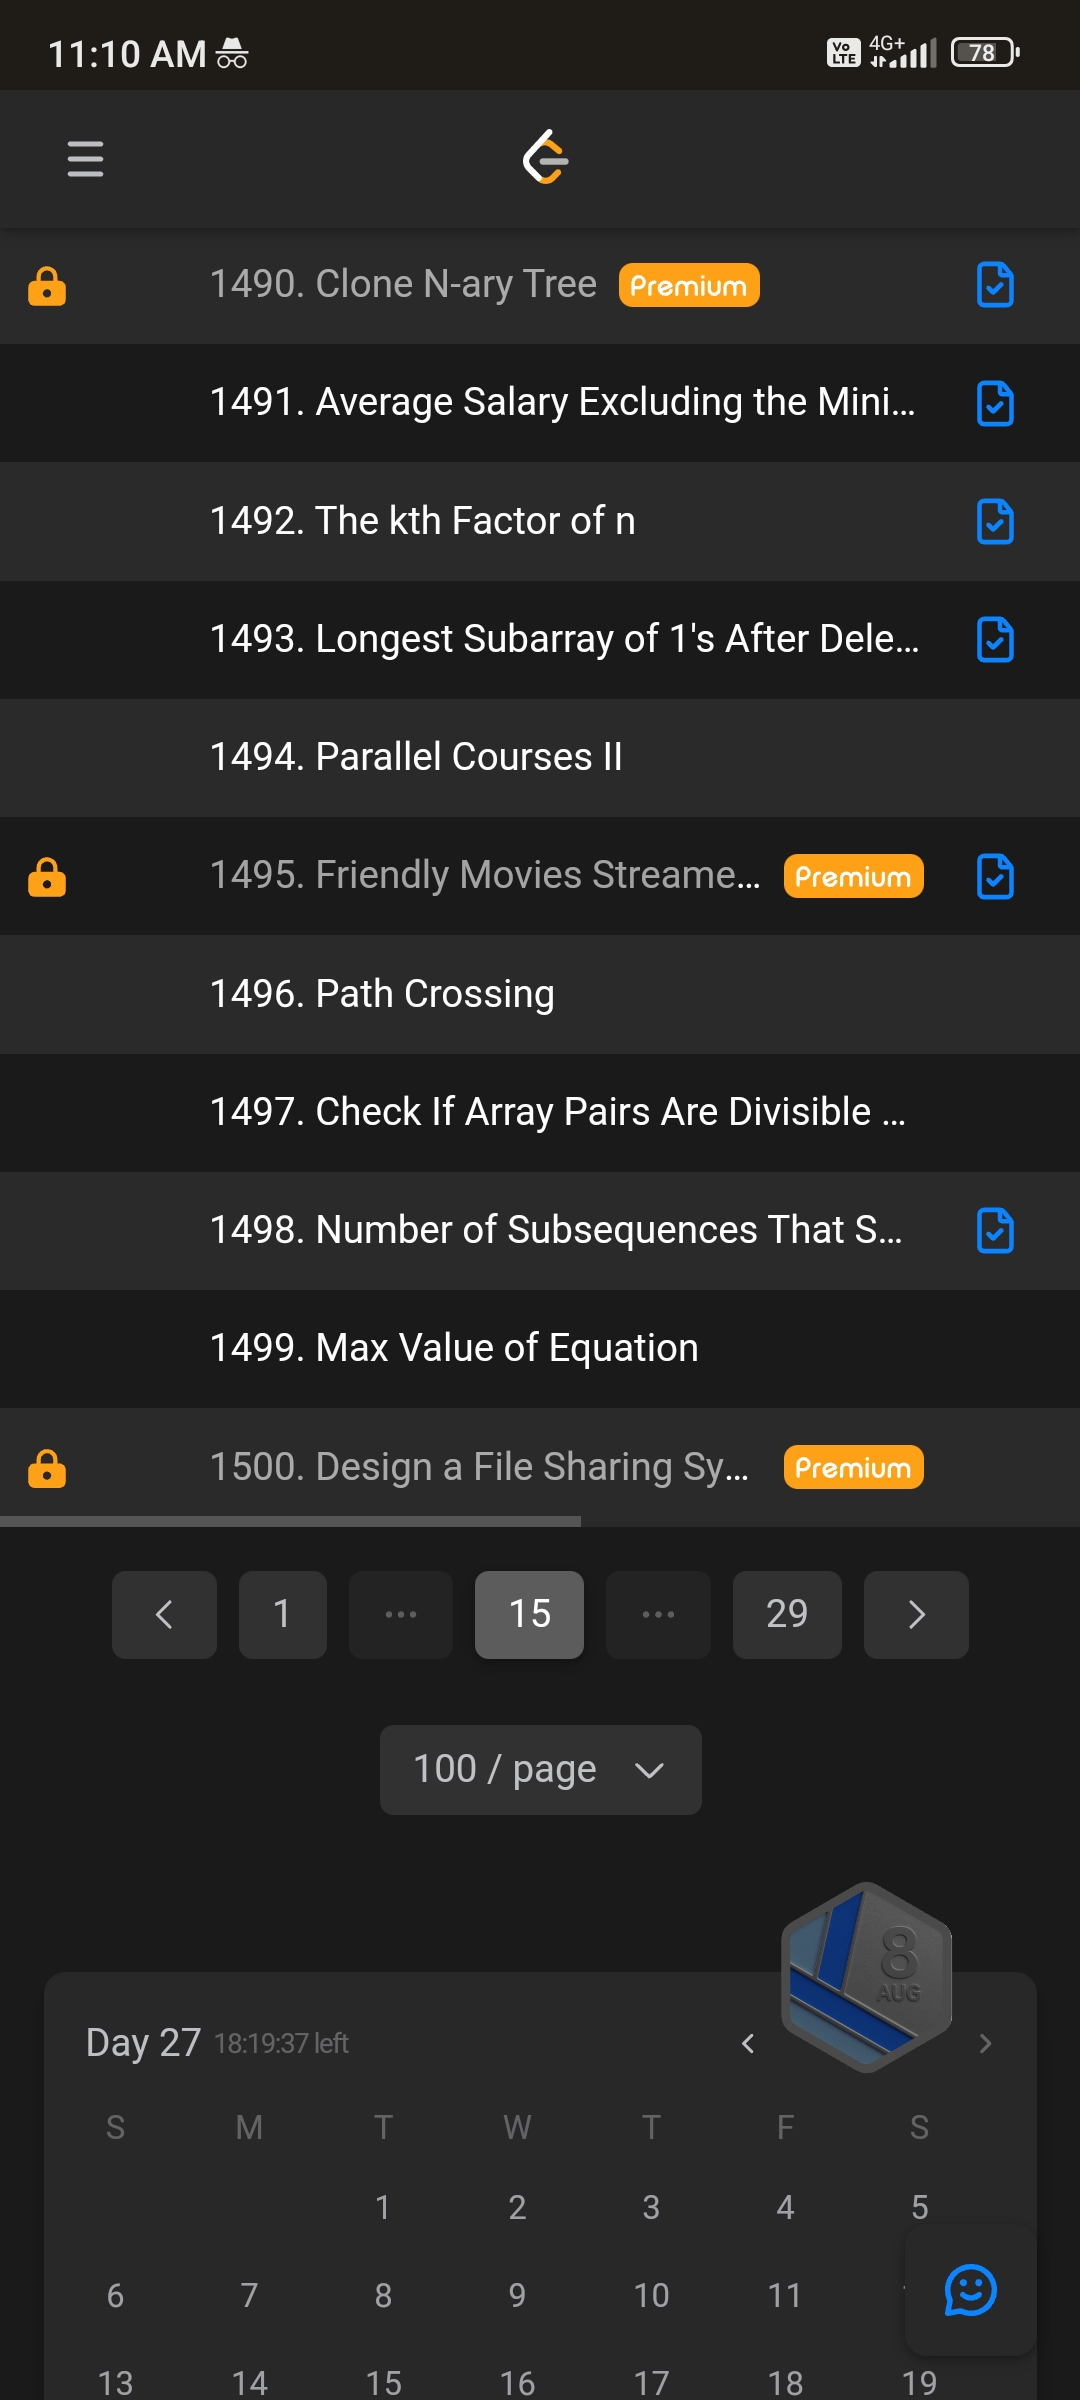 11:10 AM
Vo LTE 4G+ 78
1490. Clone N-ary Tree Premium
1491. Average Salary Excluding the Mini...
1492. The kth Factor of n
1493. Longest Subarray of 1's After Dele...
1494. Parallel Courses II
1495. Friendly Movies Streame... Premium
1496. Path Crossing
1497. Check If Array Pairs Are Divisible ...
1498. Number of Subsequences That S...
1499. Max Value of Equation
1500. Design a File Sharing Sy... Premium
1 ... 15 ... 29
100 / page
8
AUG
Day 27 18:19:37 left
S M T W T F S
1 2 3 4 5
6 7 8 9 10 11
13 14 15 16 17 18 19